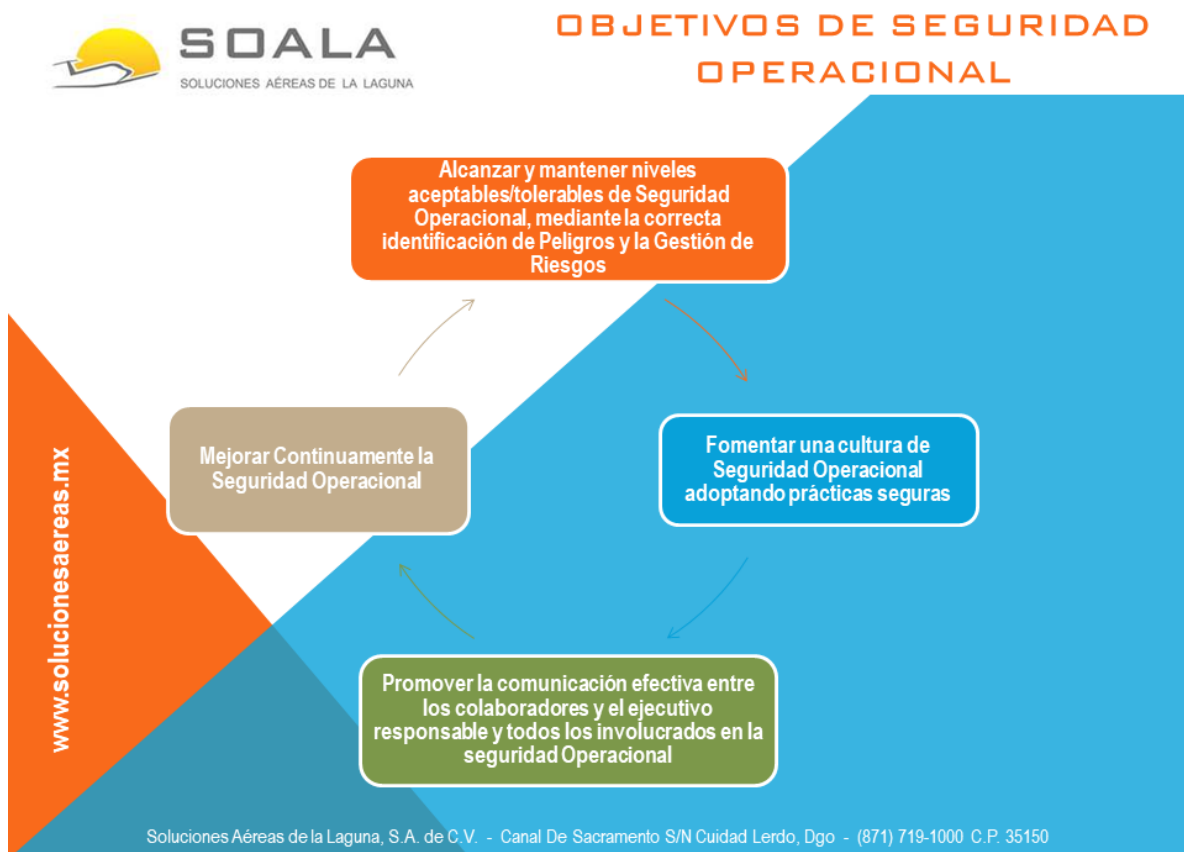 SOALA
SOLUCIONES AÉREAS DE LA LAGUNA
OBJETIVOS DE SEGURIDAD
OPERACIONAL
Alcanzar y mantener niveles
aceptables/tolerables de Seguridad
Operacional, mediante la correcta
identificación de Peligros y la Gestión de
Riesgos
Fomentar una cultura de
Seguridad Operacional
adoptando prácticas seguras
Promover la comunicación efectiva entre
los colaboradores y el ejecutivo
responsable y todos los involucrados en la
seguridad Operacional
Mejorar Continuamente la
Seguridad Operacional
www.solucionesaereas.mx
Soluciones Aéreas de la Laguna, S.A. de C.V. - Canal De Sacramento S/N Cuidad Lerdo, Dgo - (871) 719-1000 C.P. 35150